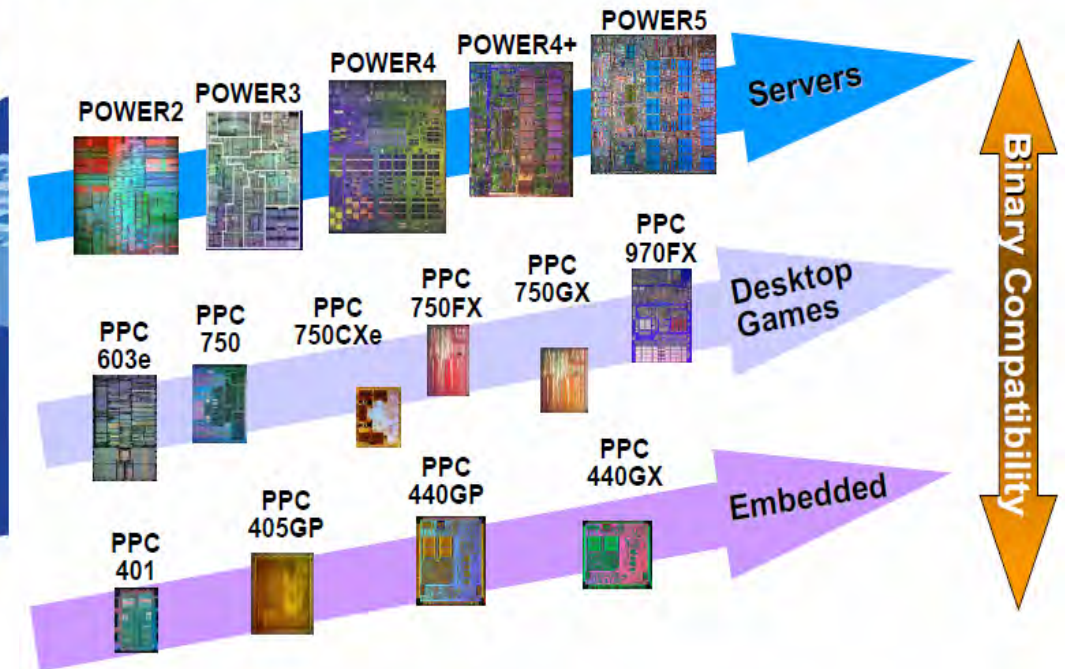 POWER2
POWER3
POWER4
POWER4+
POWER5
Servers
PPC
603e
PPC
750
PPC
750CXe
PPC
750FX
PPC
750GX
PPC
970FX
Desktop
Games
PPC
401
PPC
405GP
PPC
440GP
PPC
440GX
Embedded
Binary Compatibility